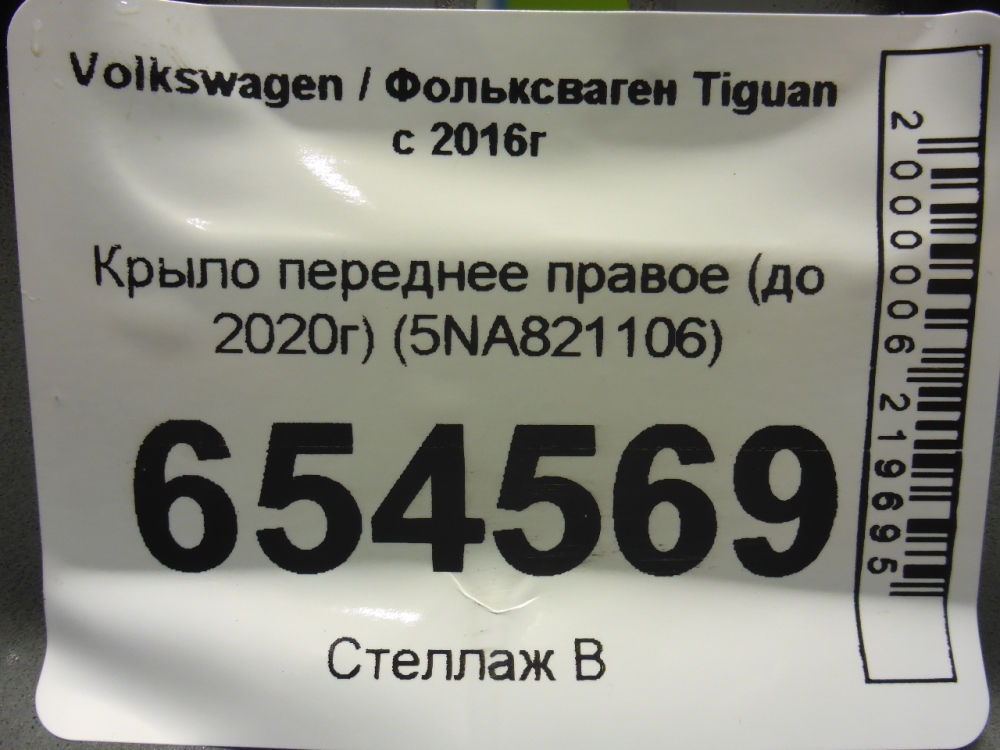 Volkswagen / Фольксваген Tiguan
с 2016г
Крыло переднее правое (до
2020г) (5NA821106)
654569
Стеллаж В
2000006219695